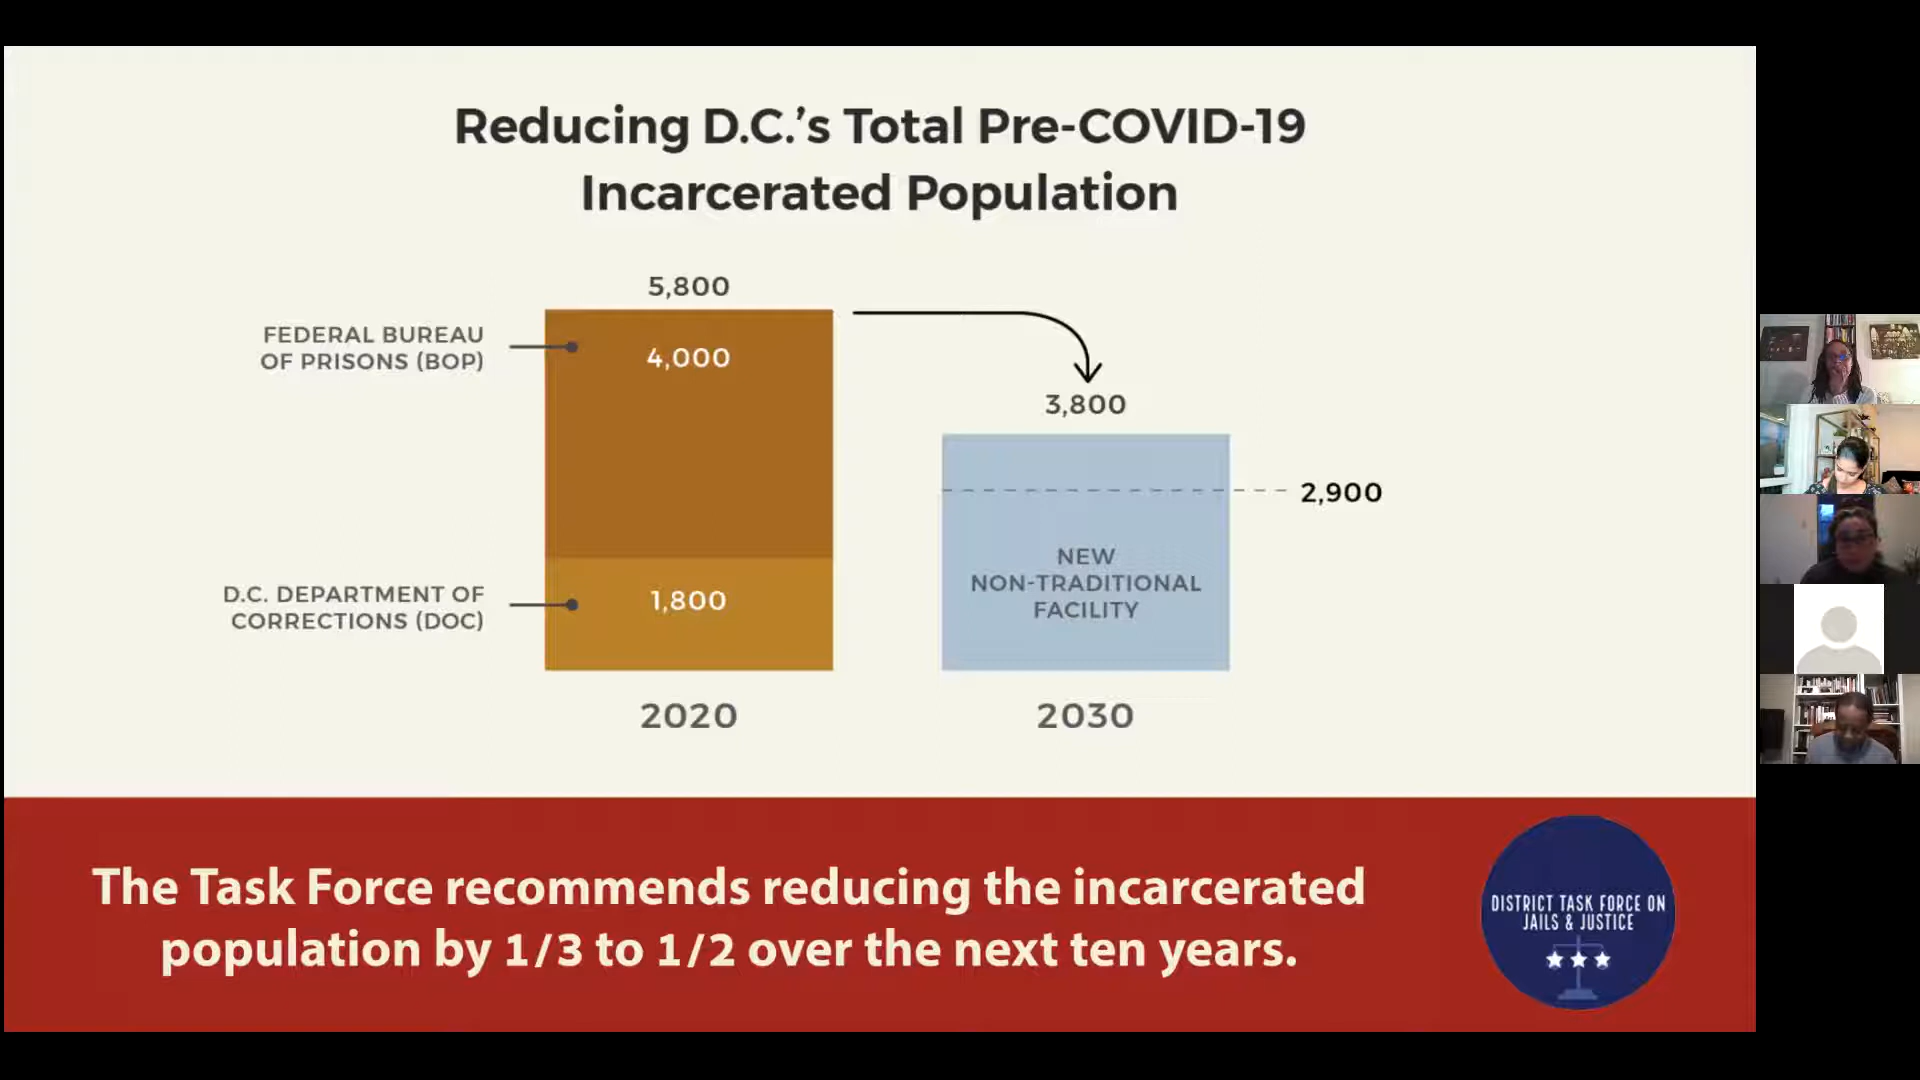 Reducing D.C.'s Total Pre-COVID-19
Incarcerated Population
5,800
FEDERAL BUREAU
OF PRISONS (BOP)
4,000
3,800
2,900
NEW
NON-TRADITIONAL
FACILITY
D.C. DEPARTMENT OF
CORRECTIONS (DOC)
1,800
2020
2030
The Task Force recommends reducing the incarcerated
population by 1/3 to 1/2 over the next ten years.
DISTRICT TASK FORCE ON
JAILS & JUSTICE